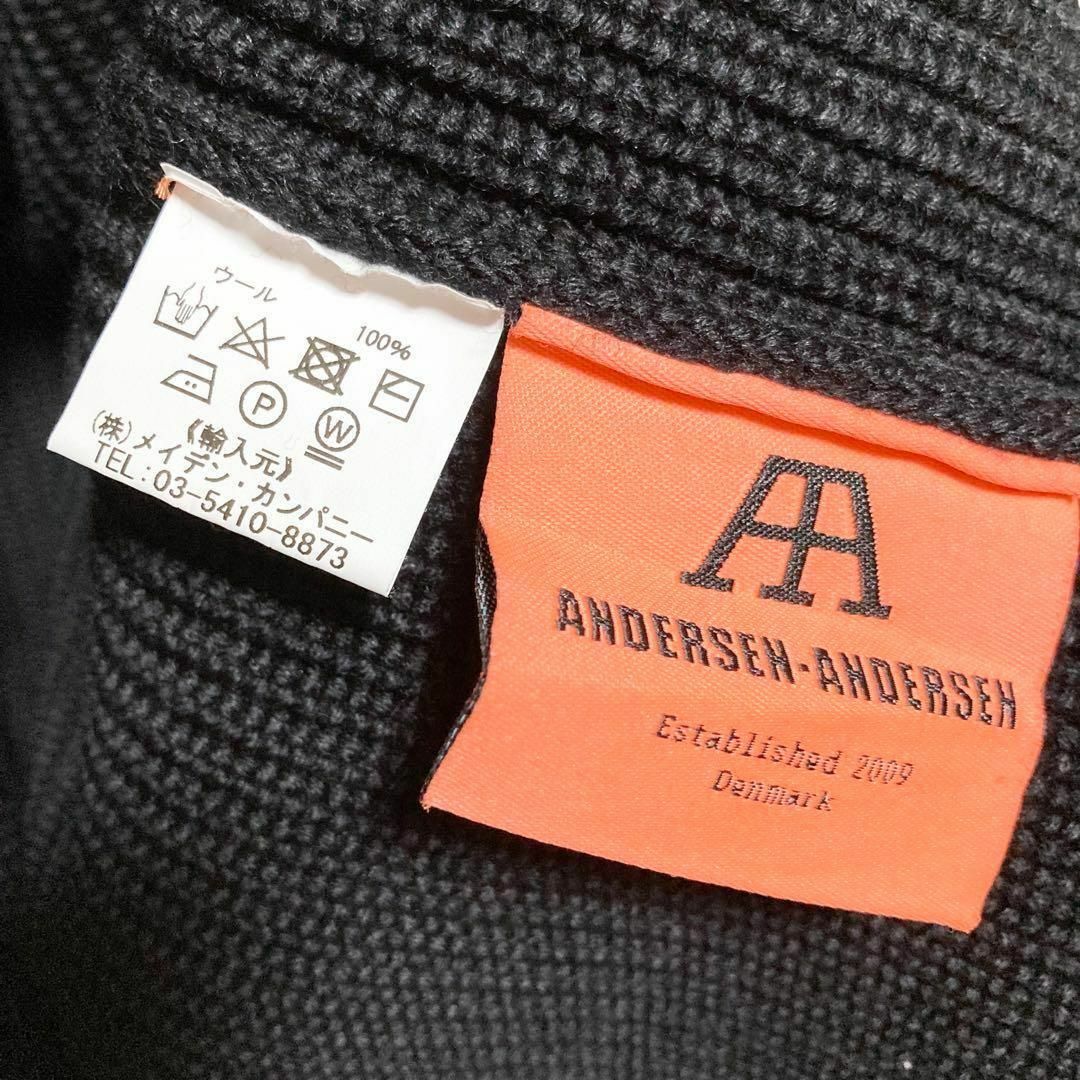 ウール
100%
P
W
《輸入元》
(株)メイデン・カンパニー
TEL:03-5410-8873
AA
ANDERSEN-ANDERSEN
Established 2009
Denmark